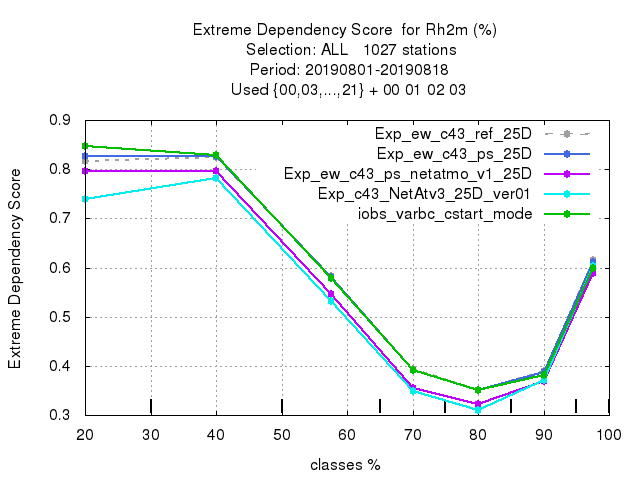 Extreme Dependency Score  for Rh2m (%)
Selection: ALL   1027 stations
Period: 20190801-20190818
Used {00,03,...,21} + 00 01 02 03
Exp_ew_c43_ref_25D
Exp_ew_c43_ps_25D
Exp_ew_c43_ps_netatmo_v1_25D
Exp_c43_NetAtv3_25D_ver01
iobs_varbc_cstart_mode
Extreme Dependency Score
0.9
0.8
0.7
0.6
0.5
0.4
0.3
20 30 40 50 60 70 80 90 100
classes %